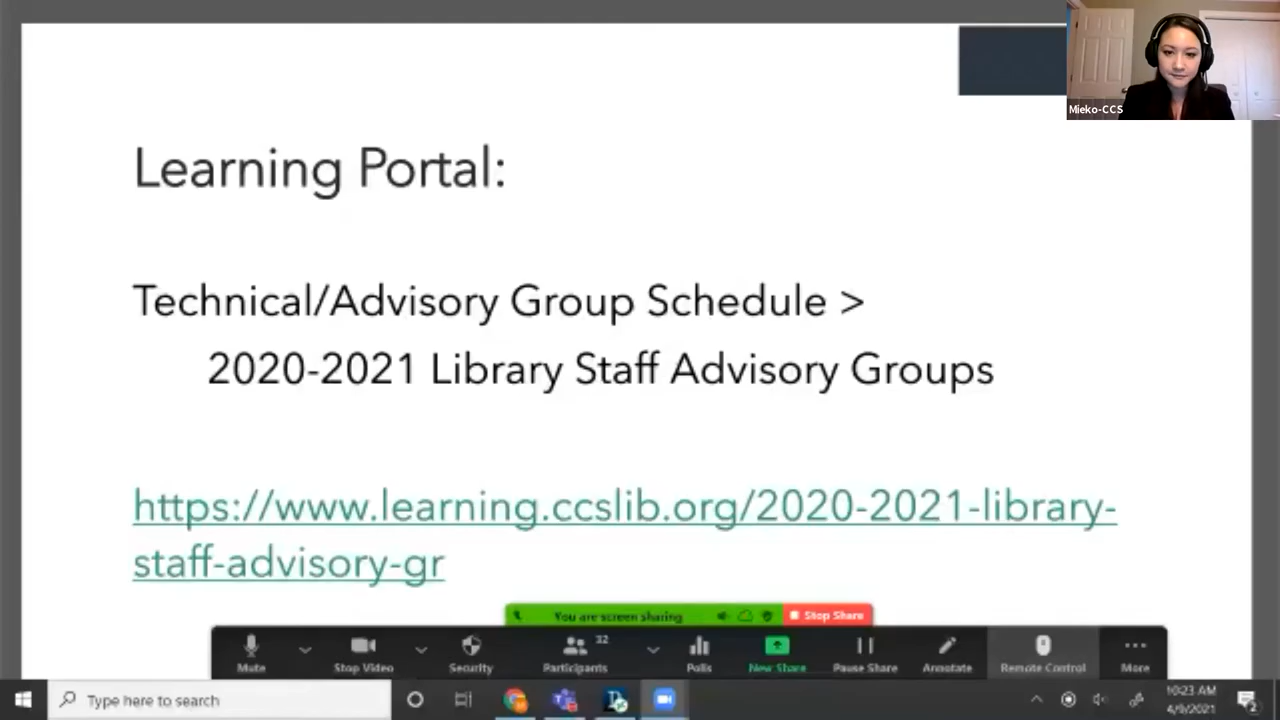 Mieko-CCS
Learning Portal:
Technical/Advisory Group Schedule >
2020-2021 Library Staff Advisory Groups
https://www.learning.ccslib.org/2020-2021-library-
staff-advisory-gr
You are screen sharing
Stop Share
32
Mute
Stop Video
Security
Participants
Polls
New Share
Pause Share
Annotate
Remote Control
More
Type here to search
10:23 AM
4/9/2021
2